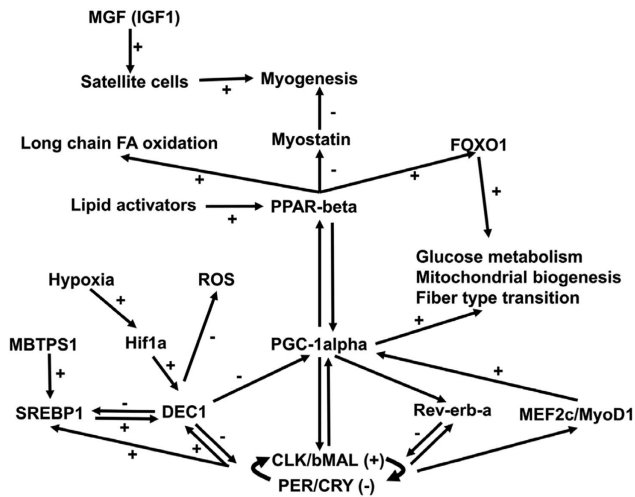 MGF (IGF1)
+
Satellite cells
+
Myogenesis
-
Long chain FA oxidation
Myostatin
FOXO1
-
+
+
+
Lipid activators
+
PPAR-beta
Glucose metabolism
Mitochondrial biogenesis
Fiber type transition
Hypoxia
ROS
+
+
MBTPS1
Hif1a
-
PGC-1alpha
+
+
-
+
SREBP1
-
+
DEC1
Rev-erb-a
MEF2c/MyoD1
-
+
-
+
CLK/bMAL (+)
PER/CRY (-)